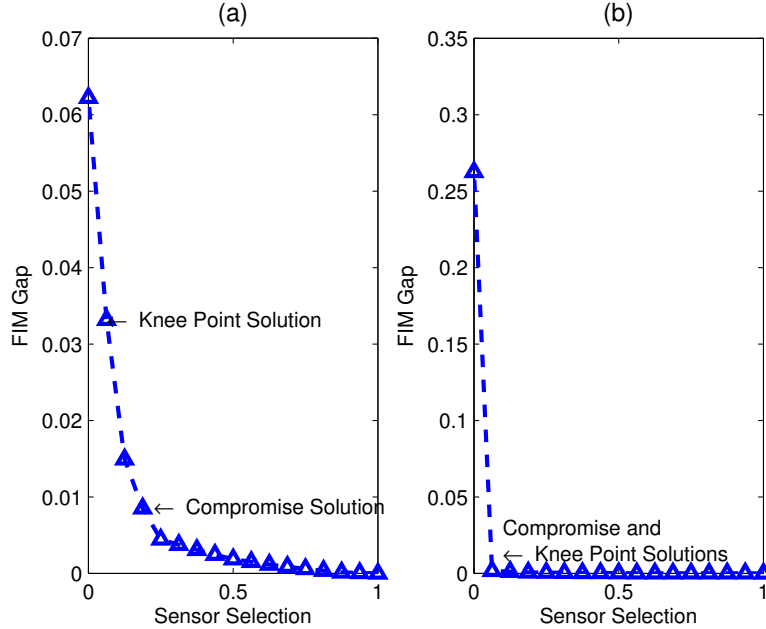 (a)
0.07
0.06
0.05
0.04
0.03
0.02
0.01
0
FIM Gap
← Knee Point Solution
← Compromise Solution
0
0.5
1
Sensor Selection
(b)
0.35
0.3
0.25
0.2
0.15
0.1
0.05
0
FIM Gap
Compromise and
← Knee Point Solutions
0
0.5
1
Sensor Selection